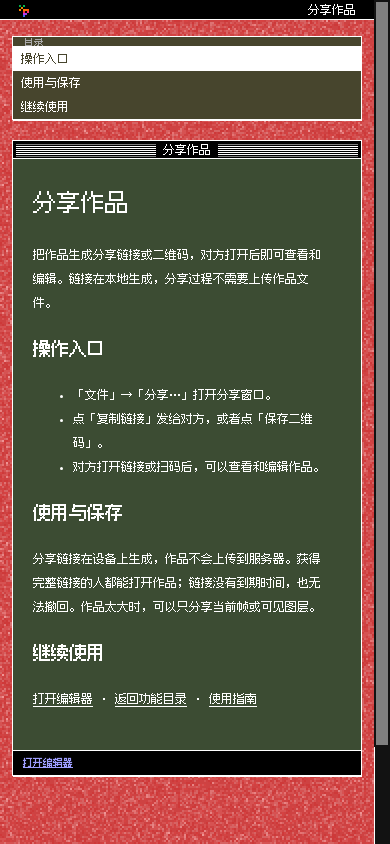 分享作品
目录
操作入口
使用与保存
继续使用
分享作品
分享作品
把作品生成分享链接或二维码，对方打开后即可查看和
编辑。链接在本地生成，分享过程不需要上传作品文
件。
操作入口
• 「文件」→「分享…」打开分享窗口。
• 点「复制链接」发给对方，或者点「保存二维
码」。
• 对方打开链接或扫码后，可以查看和编辑作品。
使用与保存
分享链接在设备上生成，作品不会上传到服务器。获得
完整链接的人都能打开作品；链接没有到期时间，也无
法撤回。作品太大时，可以只分享当前帧或可见图层。
继续使用
打开编辑器 · 返回功能目录 · 使用指南
打开编辑器